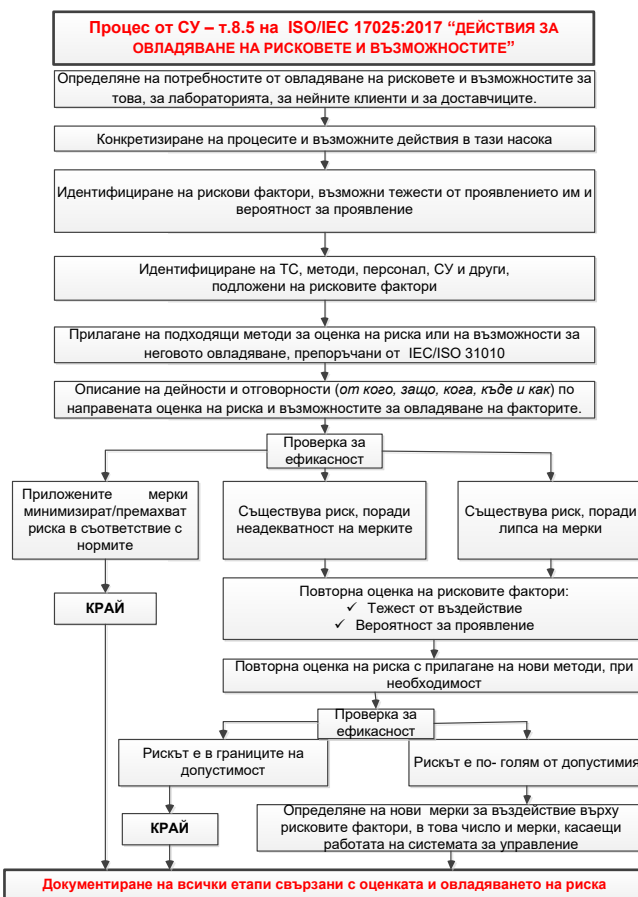 Процес от СУ – т.8.5 на ISO/IEC 17025:2017 “ДЕЙСТВИЯ ЗА
ОВЛАДЯВАНЕ НА РИСКОВЕТЕ И ВЪЗМОЖНОСТИТЕ”
Определяне на потребностите от овладяване на рисковете и възможностите за
това, за лабораторията, за нейните клиенти и за доставчиците.
Конкретизиране на процесите и възможните действия в тази насока
Идентифициране на рискови фактори, възможни тежести от проявлението им и
вероятност за проявление
Идентифициране на ТС, методи, персонал, СУ и други,
подложени на рисковите фактори
Прилагане на подходящи методи за оценка на риска или на възможности за
неговото овладяване, препоръчани от IEC/ISO 31010
Описание на дейности и отговорности (от кого, защо, кога, къде и как) по
направената оценка на риска и възможностите за овладяване на факторите.
Проверка за
ефикасност
Приложените мерки
минимизират/премахват
риска в съответствие с
нормите
Съществува риск, поради
неадекватност на мерките
Съществува риск, поради
липса на мерки
КРАЙ
Повторна оценка на рисковите фактори:
✓ Тежест от въздействие
✓ Вероятност за проявление
Повторна оценка на риска с прилагане на нови методи, при
необходимост
Проверка за
ефикасност
Рискът е в границите на
допустимост
Рискът е по- голям от допустимия
КРАЙ
Определяне на нови мерки за въздействие върху
рисковите фактори, в това число и мерки, касаещи
работата на системата за управление
Документиране на всички етапи свързани с оценката и овладяването на риска